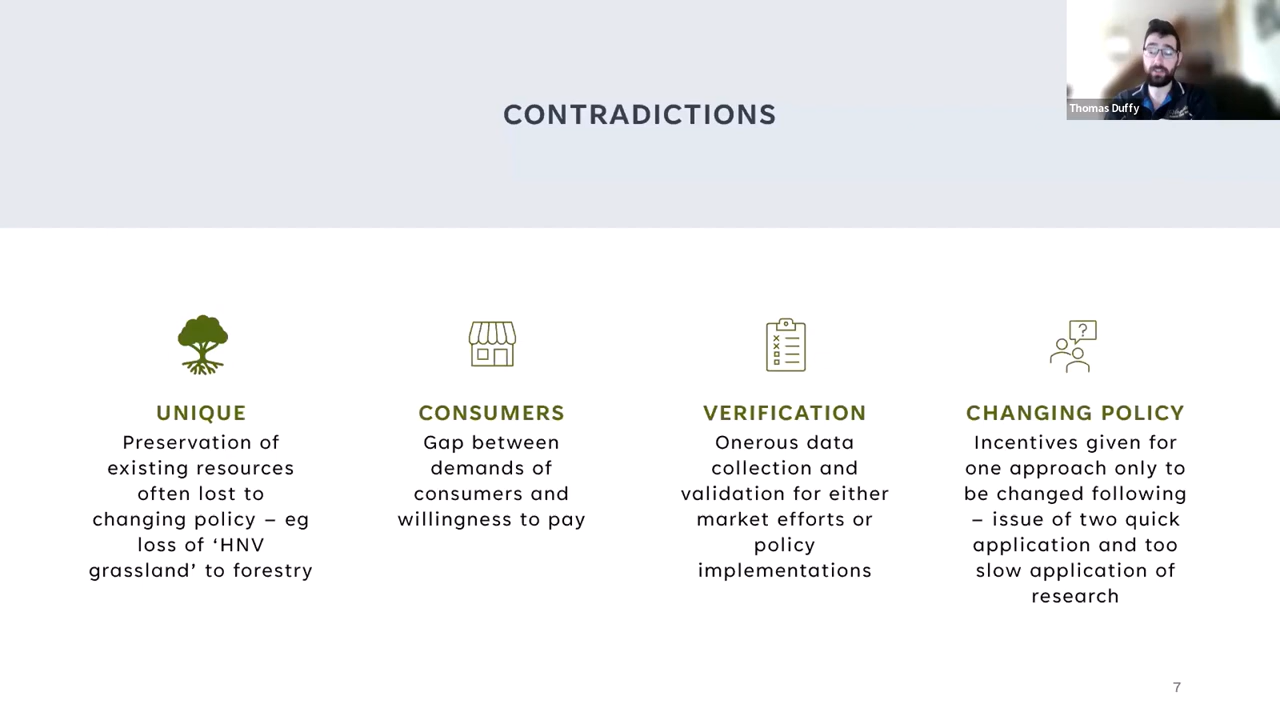 CONTRADICTIONS
Thomas Duffy
UNIQUE
Preservation of
existing resources
often lost to
changing policy – eg
loss of ‘HNV
grassland’ to forestry
CONSUMERS
Gap between
demands of
consumers and
willingness to pay
VERIFICATION
Onerous data
collection and
validation for either
market efforts or
policy
implementations
CHANGING POLICY
Incentives given for
one approach only to
be changed following
– issue of two quick
application and too
slow application of
research
7